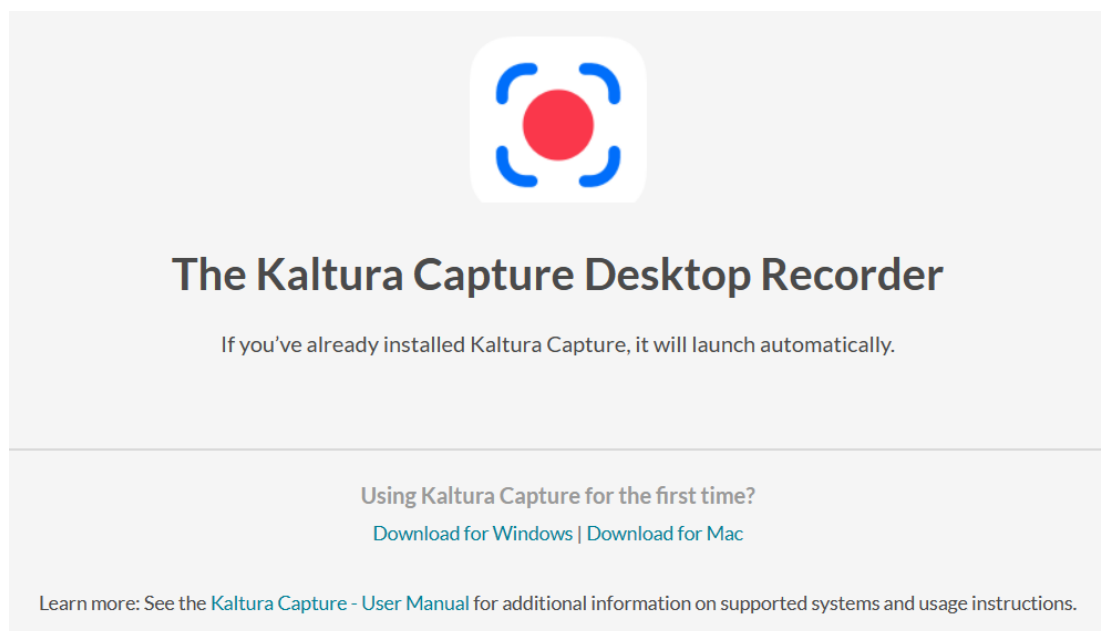 The Kaltura Capture Desktop Recorder
If you’ve already installed Kaltura Capture, it will launch automatically.
Using Kaltura Capture for the first time?
Download for Windows | Download for Mac
Learn more: See the Kaltura Capture - User Manual for additional information on supported systems and usage instructions.